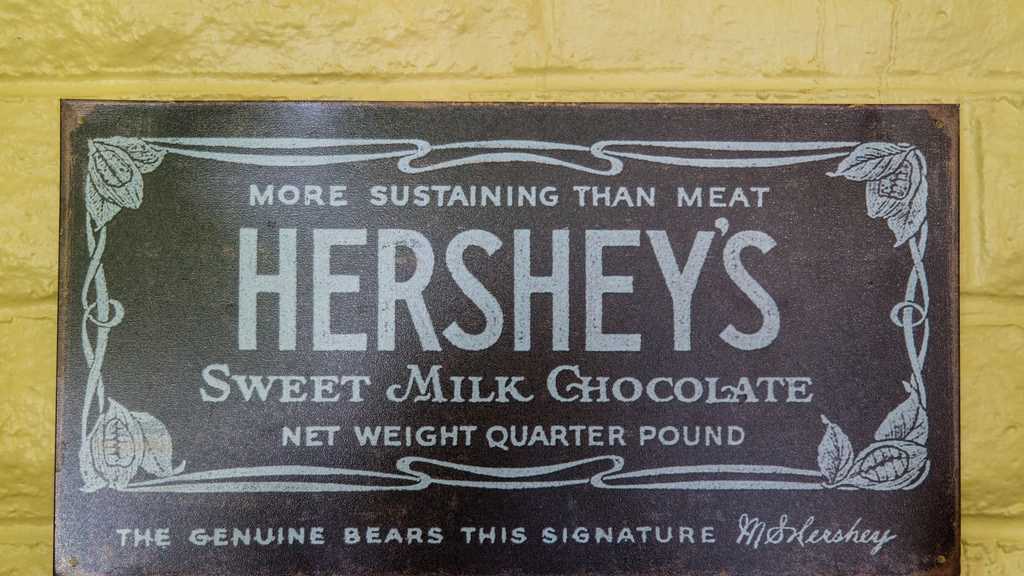 MORE SUSTAINING THAN MEAT
HERSHEY'S
SWEET MILK CHOCOLATE
NET WEIGHT QUARTER POUND
THE GENUINE BEARS THIS SIGNATURE M S Hershey